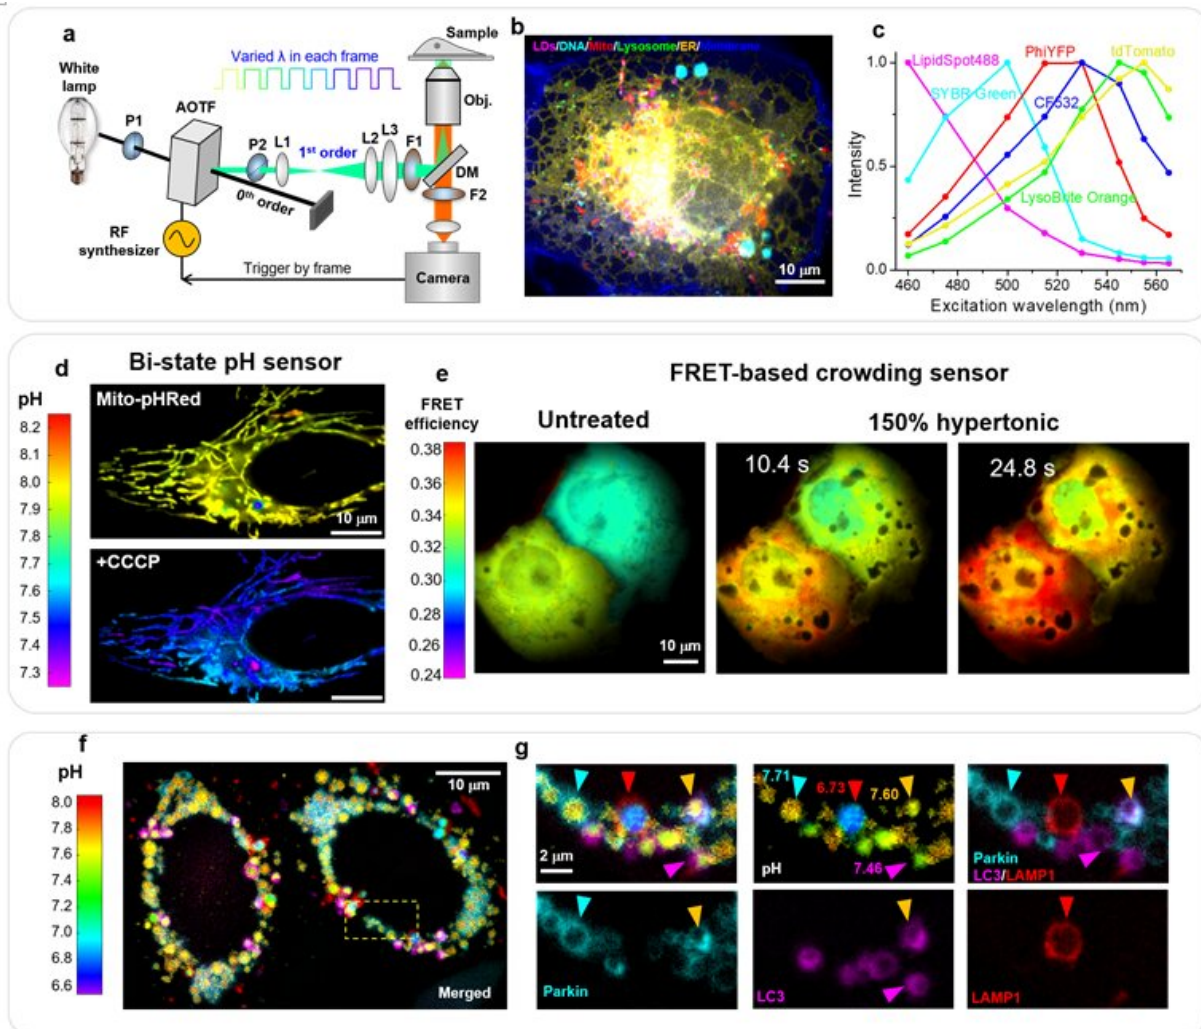 a
Varied λ in each frame
Sample
White
lamp
P1
AOTF
P2
L1
1st order
L2
L3
F1
Obj.
DM
F2
0th order
RF
synthesizer
Trigger by frame
Camera
b
LDs/DNA/Mito/Lysosome/ER/Membrane
10 μm
c
LipidSpot488
PhiYFP
tdTomato
SYBR Green
CF532
LysoBrite Orange
Intensity
1.0
0.5
0.0
460
480
500
520
540
560
Excitation wavelength (nm)
Bi-state pH sensor
d
pH
8.2
8.1
8.0
7.9
7.8
7.7
7.6
7.5
7.4
7.3
Mito-pHRed
10 μm
+CCCP
FRET-based crowding sensor
e
FRET
efficiency
0.38
0.36
0.34
0.32
0.30
0.28
0.26
0.24
Untreated
10 μm
150% hypertonic
10.4 s
24.8 s
f
pH
8.0
7.8
7.6
7.4
7.2
7.0
6.8
6.6
10 μm
Merged
g
2 μm
7.71
6.73
7.60
7.46
pH
Parkin
LC3/LAMP1
Parkin
LC3
LAMP1